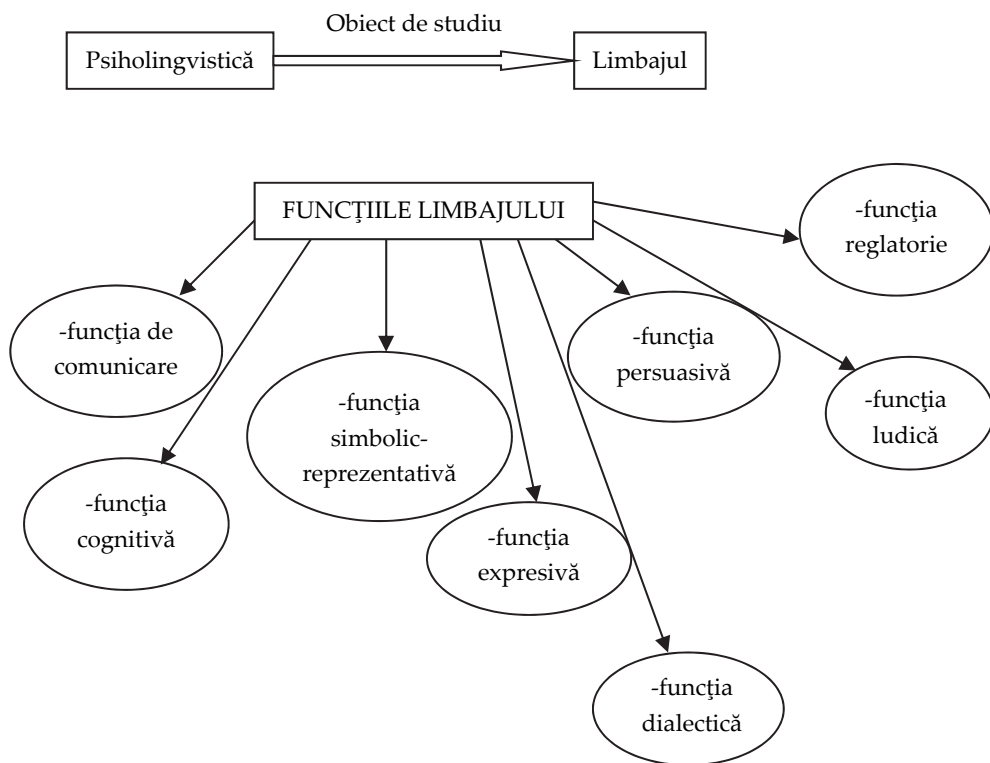 Obiect de studiu
Psiholingvistică
Limbajul
FUNCŢIILE LIMBAJULUI
-funcţia
reglatorie
-funcţia de
comunicare
-funcţia
persuasivă
-funcţia
simbolic-
reprezentativă
-funcţia
ludică
-funcţia
cognitivă
-funcţia
expresivă
-funcţia
dialectică